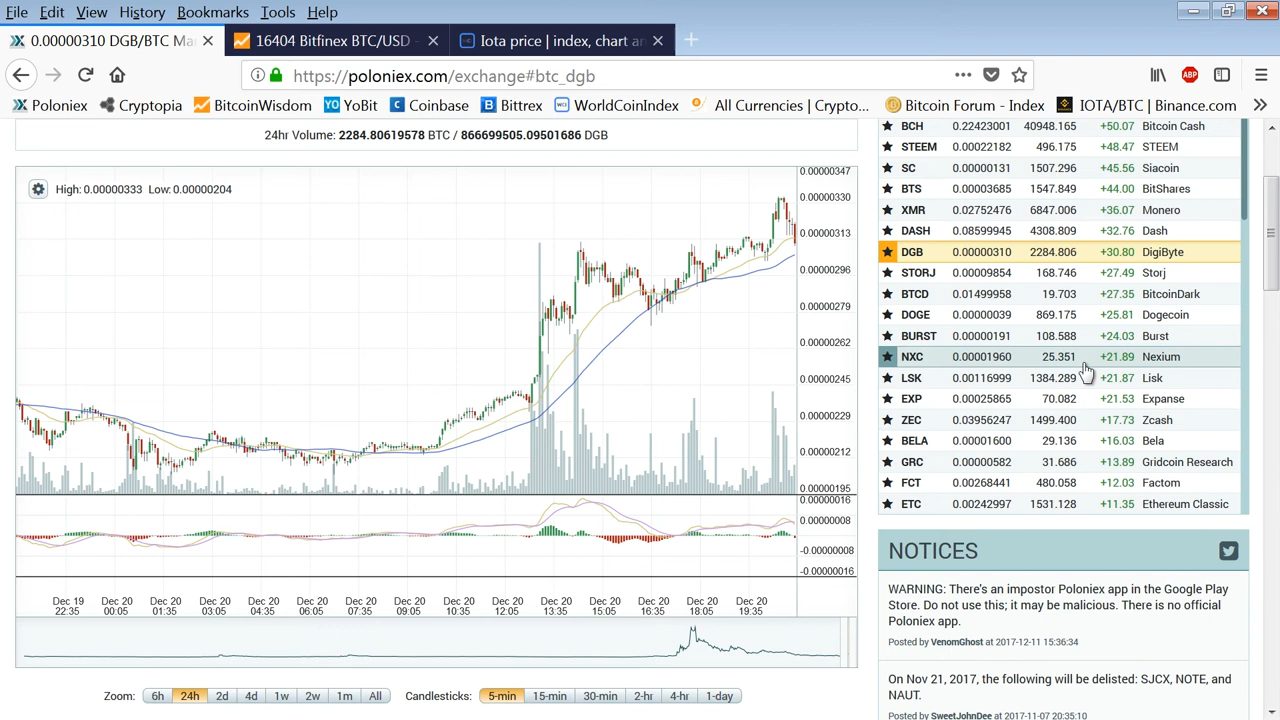 File Edit View History Bookmarks Tools Help
0.00000310 DGB/BTC Ma
16404 Bitfinex BTC/USD -
Iota price | index, chart an
https://poloniex.com/exchange#btc_dgb
Poloniex Cryptopia BitcoinWisdom YoBit Coinbase Bittrex WorldCoinIndex All Currencies | Crypto... Bitcoin Forum - Index IOTA/BTC | Binance.com
24hr Volume: 2284.80619578 BTC / 866699505.09501686 DGB
High: 0.00000333 Low: 0.00000204
0.00000347
0.00000330
0.00000313
0.00000296
0.00000279
0.00000262
0.00000245
0.00000229
0.00000212
0.00000195
0.00000016
0.00000008
-0.00000008
-0.00000016
Dec 19 Dec 20 Dec 20 Dec 20 Dec 20 Dec 20 Dec 20 Dec 20 Dec 20 Dec 20 Dec 20 Dec 20 Dec 20 Dec 20 Dec 20
22:35 00:05 01:35 03:05 04:35 06:05 07:35 09:05 10:35 12:05 13:35 15:05 16:35 18:05 19:35
Zoom: 6h 24h 2d 4d 1w 2w 1m All Candlesticks: 5-min 15-min 30-min 2-hr 4-hr 1-day
BCH 0.22423001 40948.165 +50.07 Bitcoin Cash
STEEM 0.00022182 496.175 +48.47 STEEM
SC 0.00000131 1507.296 +45.56 Siacoin
BTS 0.00003685 1547.849 +44.00 BitShares
XMR 0.02752476 6847.006 +36.07 Monero
DASH 0.08599945 4308.809 +32.76 Dash
DGB 0.00000310 2284.806 +30.80 DigiByte
STORJ 0.00009854 168.746 +27.49 Storj
BTCD 0.01499958 19.703 +27.35 BitcoinDark
DOGE 0.00000039 869.175 +25.81 Dogecoin
BURST 0.00000191 108.588 +24.03 Burst
NXC 0.00001960 25.351 +21.89 Nexium
LSK 0.00116999 1384.289 +21.87 Lisk
EXP 0.00025865 70.082 +21.53 Expanse
ZEC 0.03956247 1499.400 +17.73 Zcash
BELA 0.00001600 29.136 +16.03 Bela
GRC 0.00000582 31.686 +13.89 Gridcoin Research
FCT 0.00268441 480.058 +12.03 Factom
ETC 0.00242997 1531.128 +11.35 Ethereum Classic
NOTICES
WARNING: There's an impostor Poloniex app in the Google Play
Store. Do not use this; it may be malicious. There is no official
Poloniex app.
Posted by VenomGhost at 2017-12-11 15:36:34
On Nov 21, 2017, the following will be delisted: SJCX, NOTE, and
NAUT.
Posted by SweetJohnDee at 2017-11-07 20:35:10